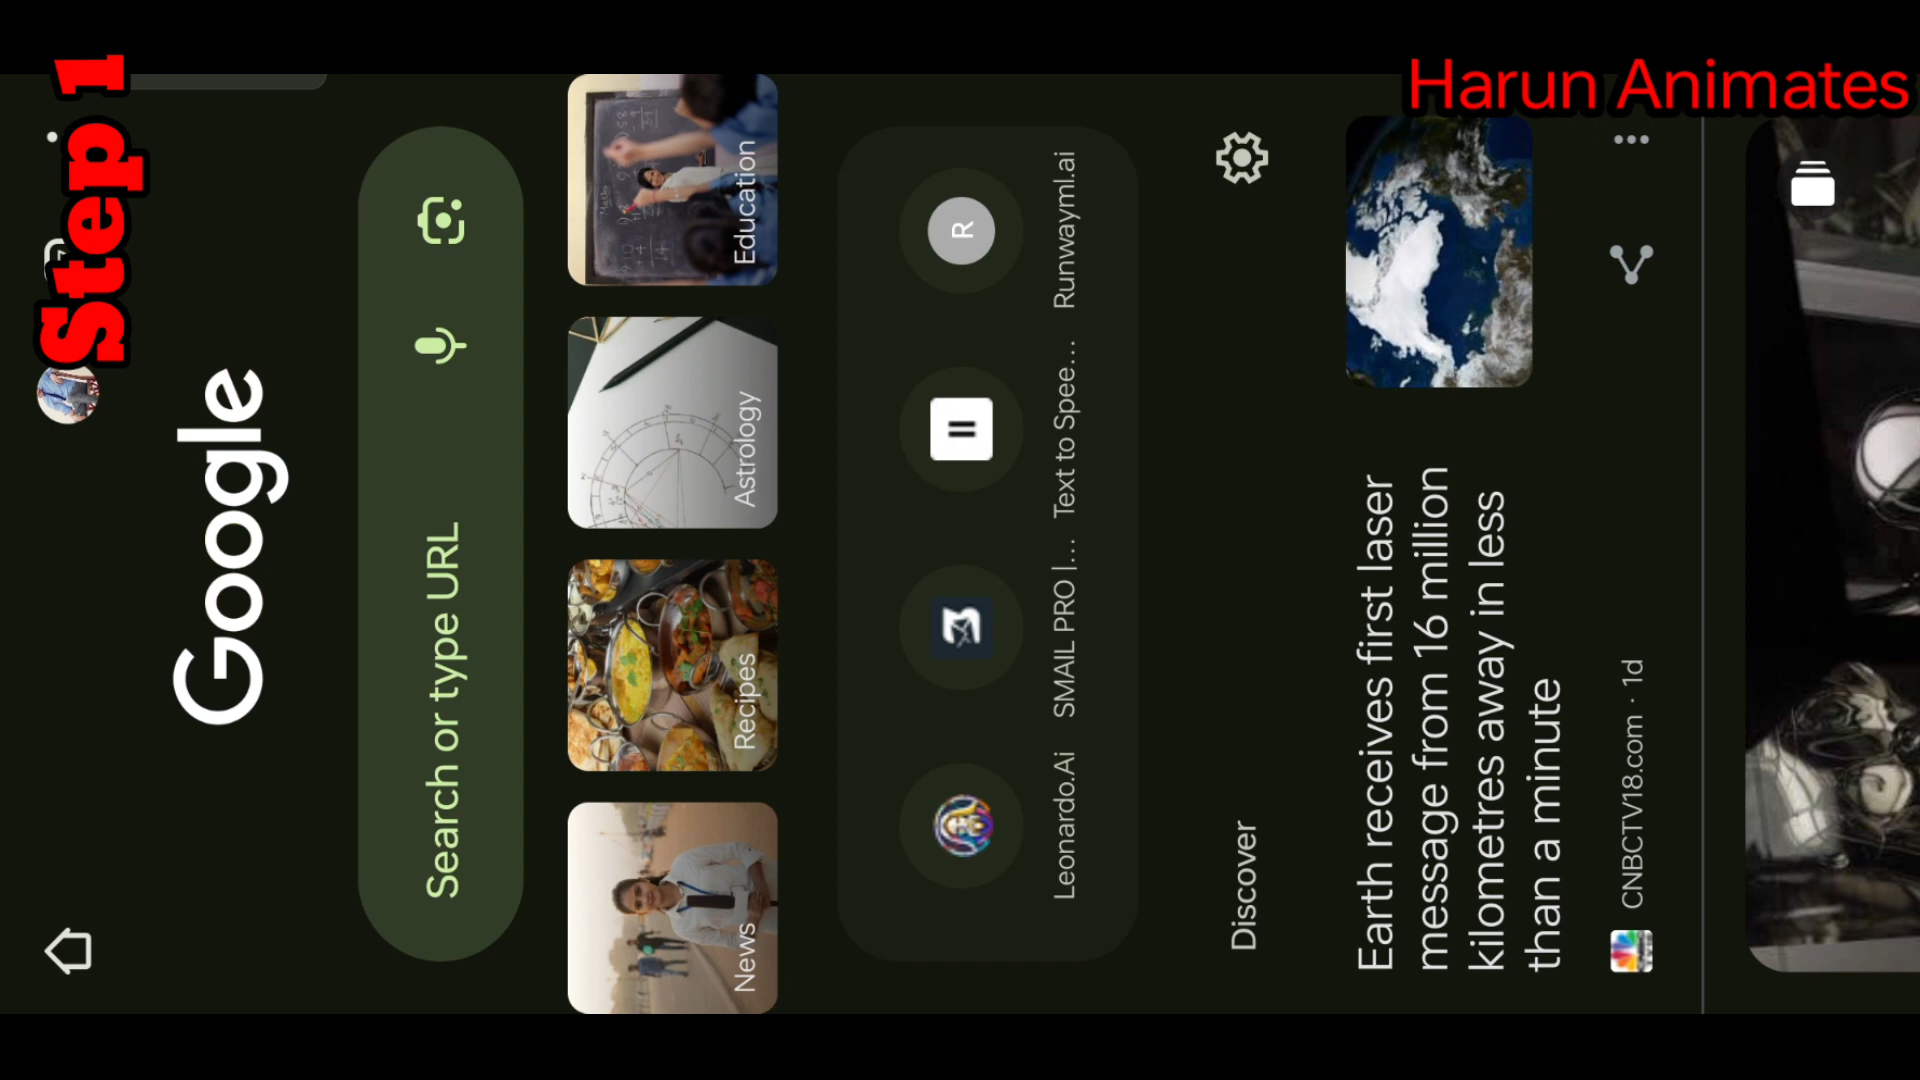 Harun Animates
Step 1
Google
Search or type URL
News
Recipes
Astrology
Education
Leonardo.Ai
SMAIL PRO |...
Text to Spee...
R
Runwayml.ai
Discover
Earth receives first laser
message from 16 million
kilometres away in less
than a minute
CNBCTV18.com · 1d